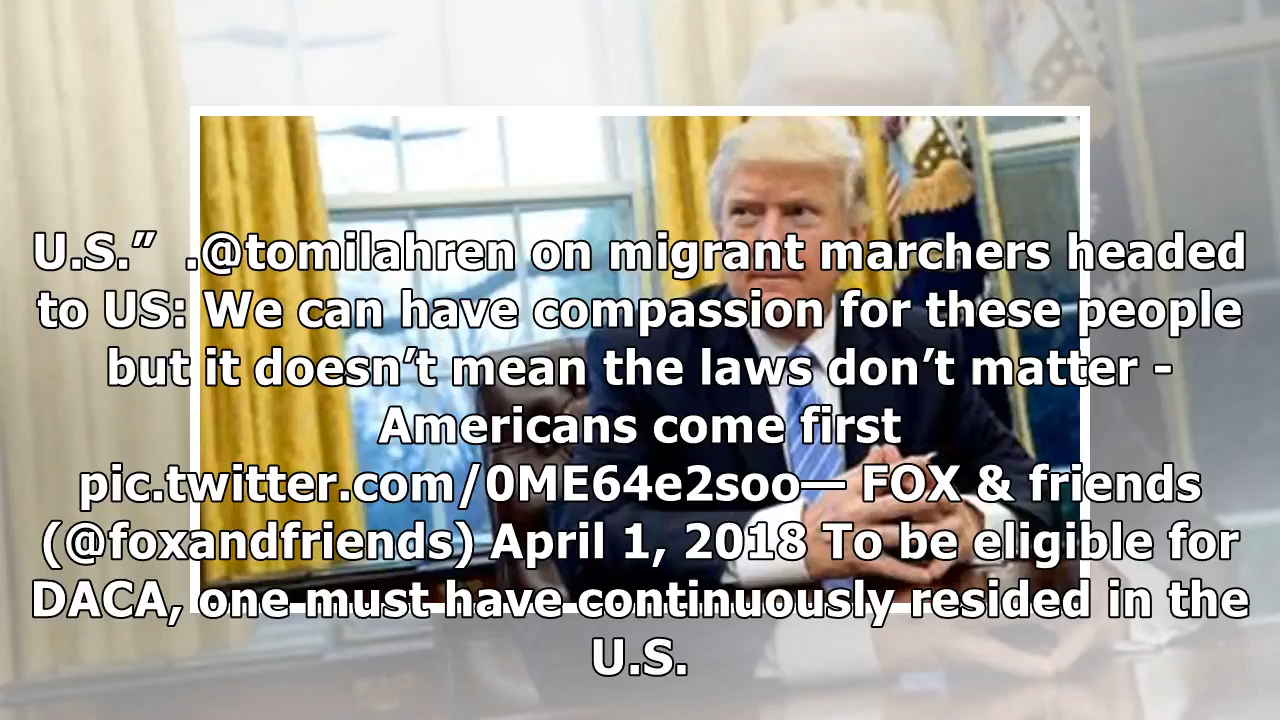 U.S.” .@tomilahren on migrant marchers headed
to US: We can have compassion for these people
but it doesn’t mean the laws don’t matter -
Americans come first
pic.twitter.com/0ME64e2soo— FOX & friends
(@foxandfriends) April 1, 2018 To be eligible for
DACA, one must have continuously resided in the
U.S.